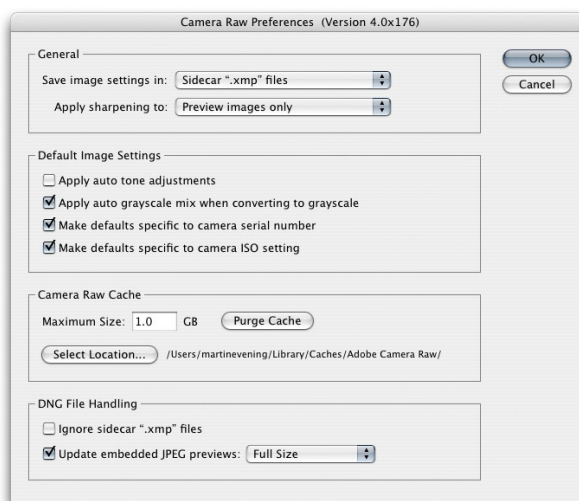 Camera Raw Preferences (Version 4.0x176)
General
Save image settings in: Sidecar “.xmp” files
Apply sharpening to: Preview images only
OK
Cancel
Default Image Settings
Apply auto tone adjustments
Apply auto grayscale mix when converting to grayscale
Make defaults specific to camera serial number
Make defaults specific to camera ISO setting
Camera Raw Cache
Maximum Size: 1.0 GB Purge Cache
Select Location... /Users/martinevening/Library/Caches/Adobe Camera Raw/
DNG File Handling
Ignore sidecar “.xmp” files
Update embedded JPEG previews: Full Size